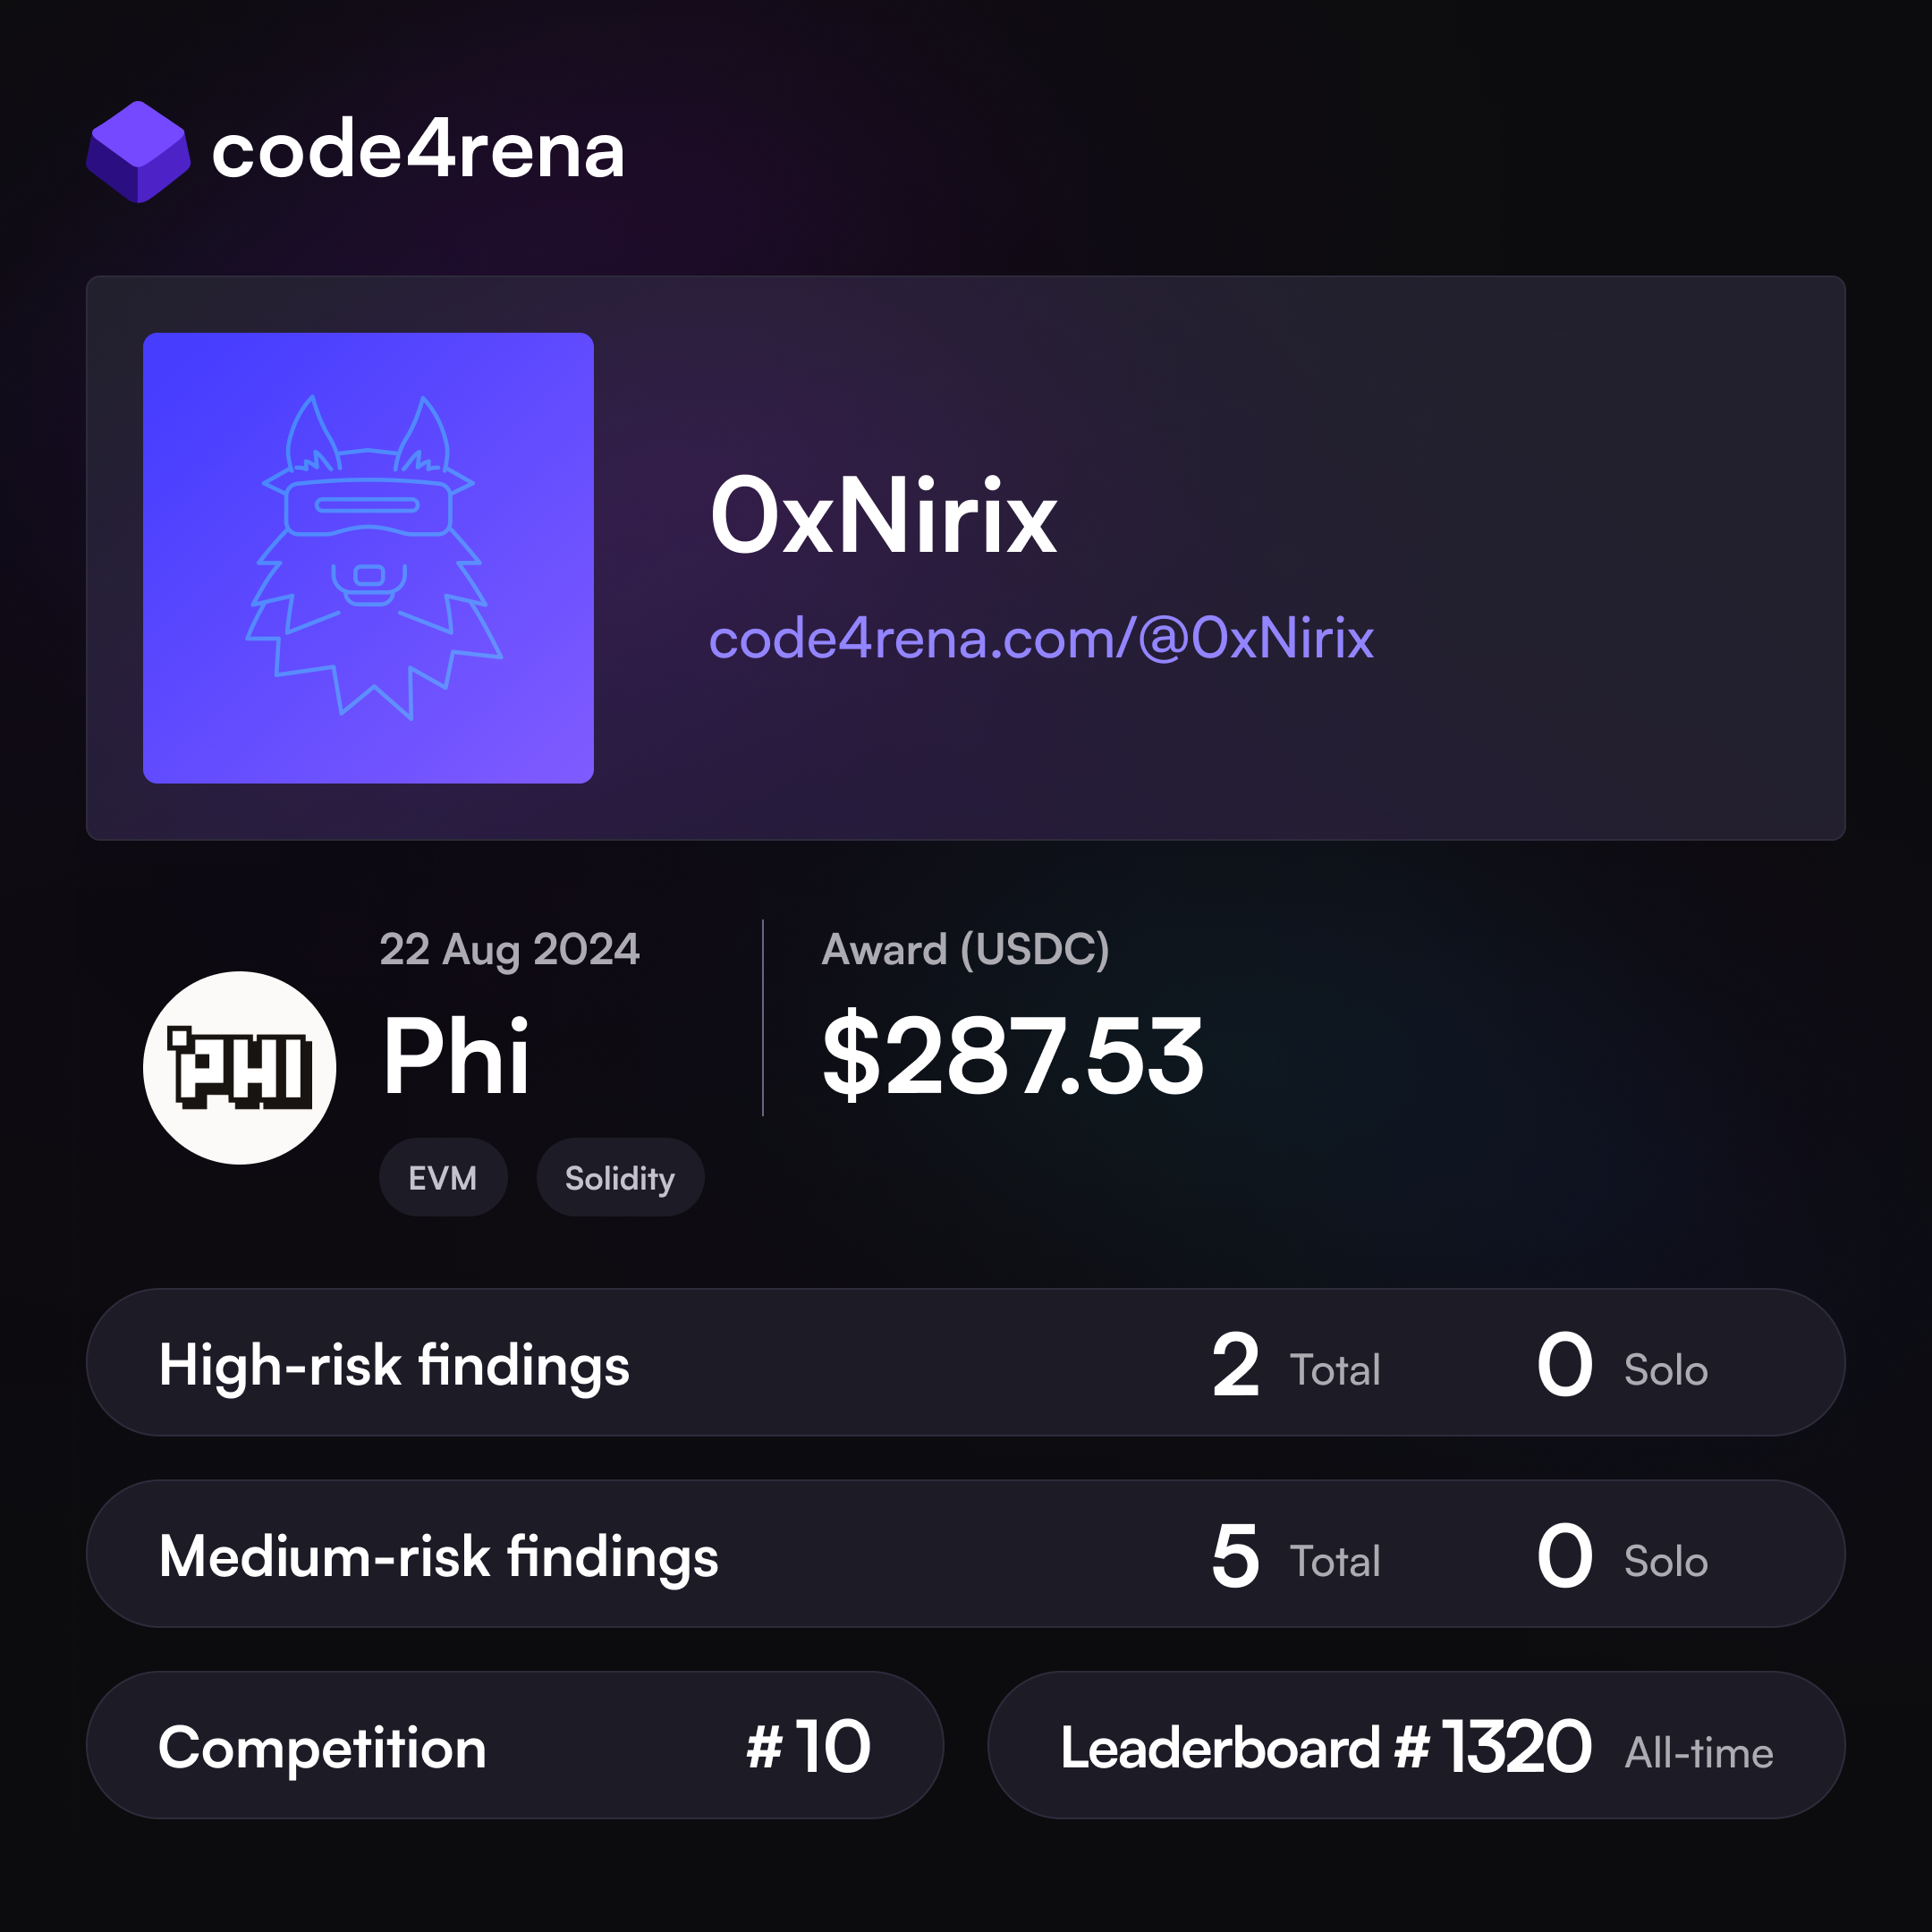 code4rena
0xNirix
code4rena.com/@0xNirix
22 Aug 2024
Phi
PHI
EVM
Solidity
Award (USDC)
$287.53
High-risk findings 2 Total 0 Solo
Medium-risk findings 5 Total 0 Solo
Competition #10
Leaderboard #1320 All-time